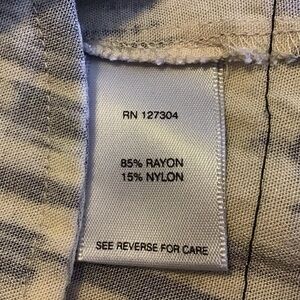 RN 127304
85% RAYON
15% NYLON
SEE REVERSE FOR CARE